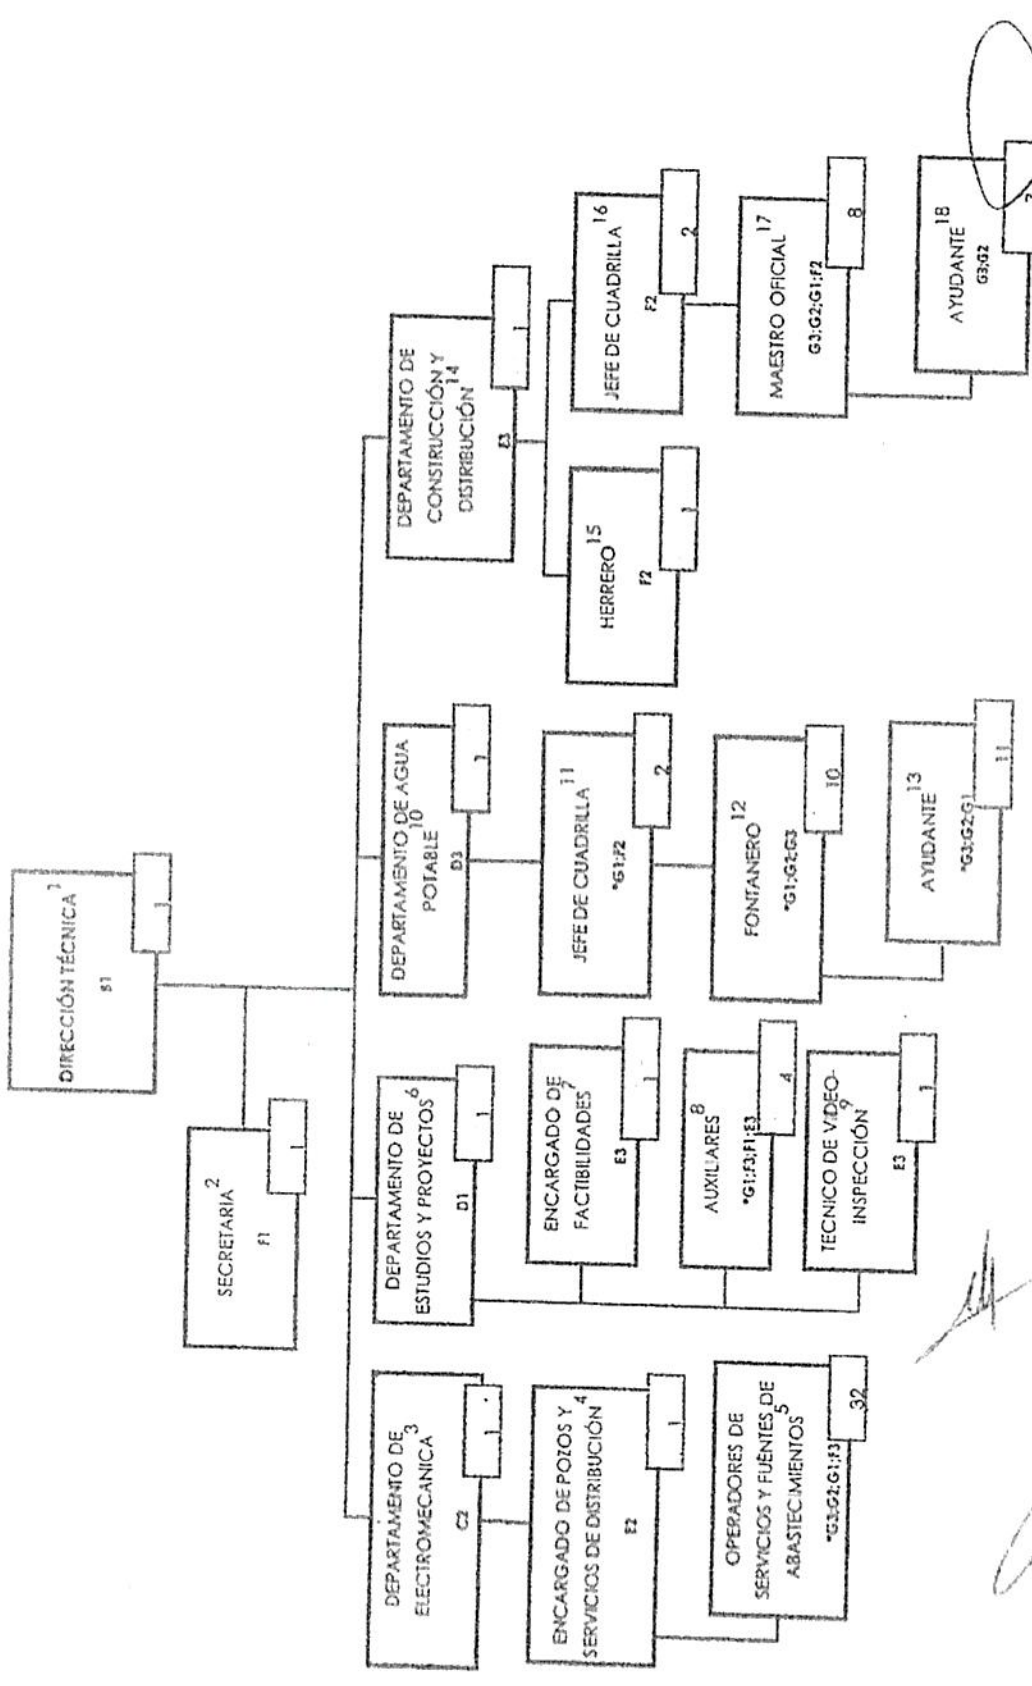 DIRECCIÓN TÉCNICA 1
B1
1
SECRETARIA 2
F1
1
DEPARTAMENTO DE
ELECTROMECANICA 3
C2
1
ENCARGADO DE POZOS Y
SERVICIOS DE DISTRIBUCIÓN 4
E2
1
OPERADORES DE
SERVICIOS Y FUENTES DE
ABASTECIMIENTOS 5
*G3;G2;G1;F3
32
DEPARTAMENTO DE
ESTUDIOS Y PROYECTOS 6
D1
1
ENCARGADO DE
FACTIBILIDADES 7
E3
1
AUXILIARES 8
*G1;F3;F1;E3
4
TECNICO DE VIDEO-
INSPECCIÓN 9
E3
1
DEPARTAMENTO DE AGUA
POTABLE 10
D3
1
JEFE DE CUADRILLA 11
*G1;F2
2
FONTANERO 12
*G1;G2;G3
10
AYUDANTE 13
*G3;G2;G1
11
DEPARTAMENTO DE
CONSTRUCCIÓN Y
DISTRIBUCIÓN 14
E3
1
HERRERO 15
F2
1
JEFE DE CUADRILLA 16
F2
2
MAESTRO OFICIAL 17
G3;G2;G1;F2
8
AYUDANTE 18
G3;G2